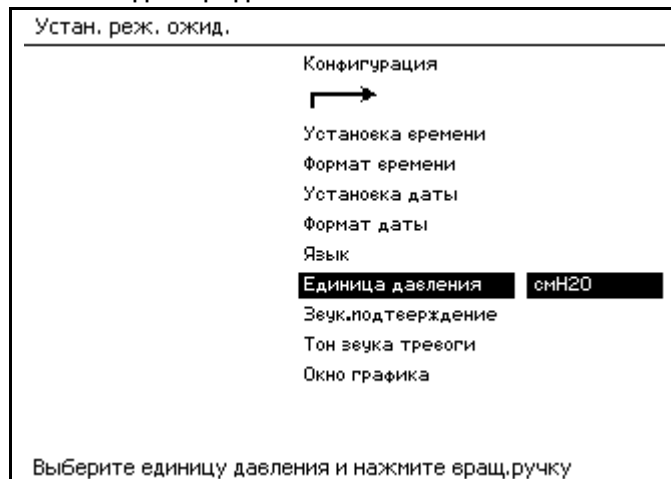 Устан. реж. ожид.
Конфигурация
Установка времени
Формат времени
Установка даты
Формат даты
Язык
Единица давления смH2O
Звук.подтверждение
Тон звука тревоги
Окно графика
Выберите единицу давления и нажмите вращ.ручку